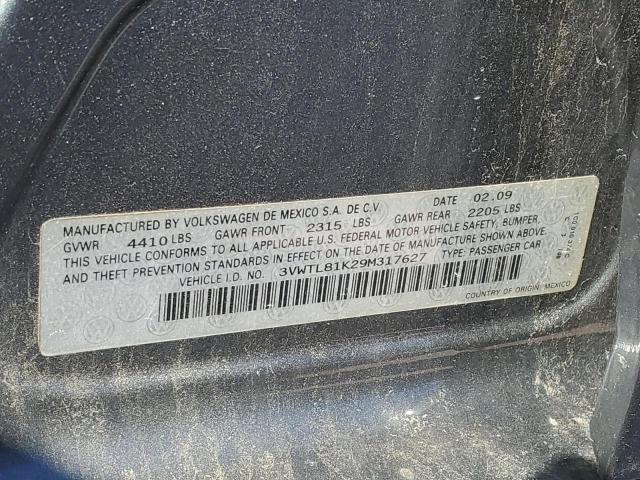 MANUFACTURED BY VOLKSWAGEN DE MEXICO S.A. DE C.V. DATE 02.09
GVWR 4410 LBS GAWR FRONT 2315 LBS GAWR REAR 2205 LBS
THIS VEHICLE CONFORMS TO ALL APPLICABLE U.S. FEDERAL MOTOR VEHICLE SAFETY, BUMPER,
AND THEFT PREVENTION STANDARDS IN EFFECT ON THE DATE OF MANUFACTURE SHOWN ABOVE.
VEHICLE I.D. NO. 3VWTL81K29M317627 TYPE: PASSENGER CAR
COUNTRY OF ORIGIN: MEXICO